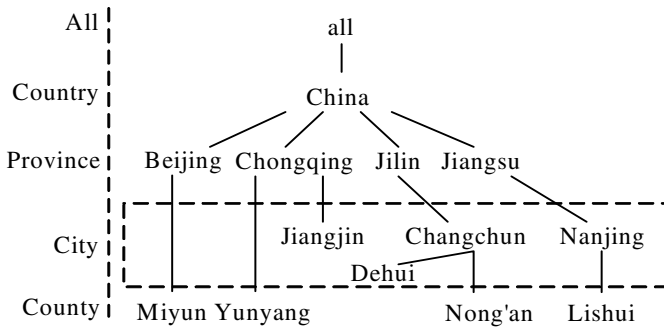 All
all
Country
China
Province
Beijing Chongqing Jilin Jiangsu
City
Jiangjin Changchun Nanjing
Dehui
County
Miyun Yunyang Nong'an Lishui